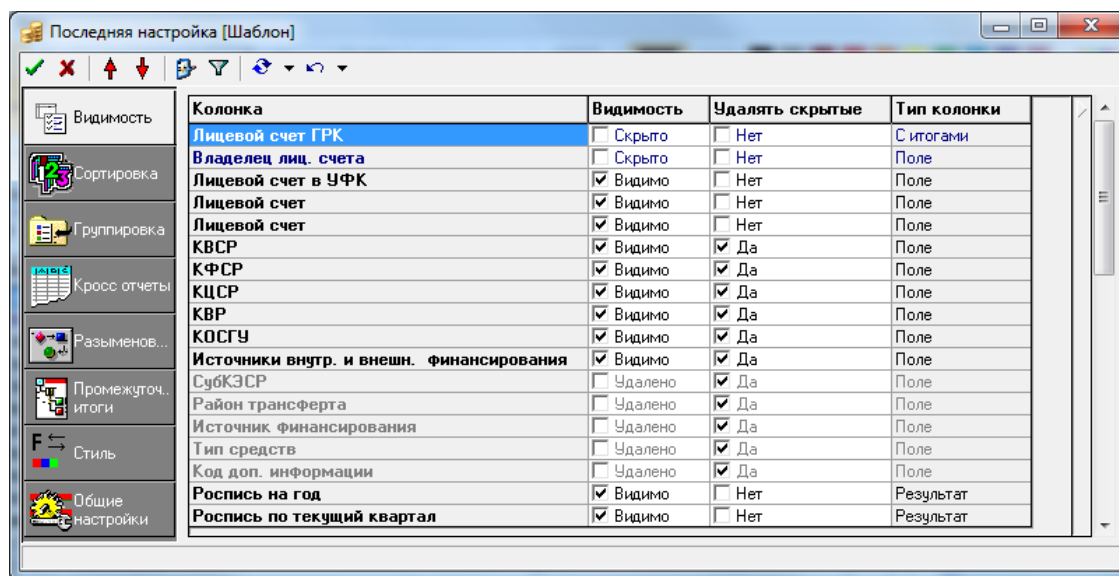 Последняя настройка [Шаблон]
Видимость
Сортировка
Группировка
Кросс отчеты
Разыменов...
Промежуточ..
итоги
Стиль
Общие
настройки
Колонка Видимость Удалять скрытые Тип колонки
Лицевой счет ГРК Скрыто Нет С итогами
Владелец лиц. счета Скрыто Нет Поле
Лицевой счет в УФК Видимо Нет Поле
Лицевой счет Видимо Нет Поле
Лицевой счет Видимо Нет Поле
КВСР Видимо Да Поле
КФСР Видимо Да Поле
КЦСР Видимо Да Поле
КВР Видимо Да Поле
КОСГУ Видимо Да Поле
Источники внутр. и внешн. финансирования Видимо Да Поле
СубКЭСР Удалено Да Поле
Район трансферта Удалено Да Поле
Источник финансирования Удалено Да Поле
Тип средств Удалено Да Поле
Код доп. информации Удалено Да Поле
Роспись на год Видимо Нет Результат
Роспись по текущий квартал Видимо Нет Результат